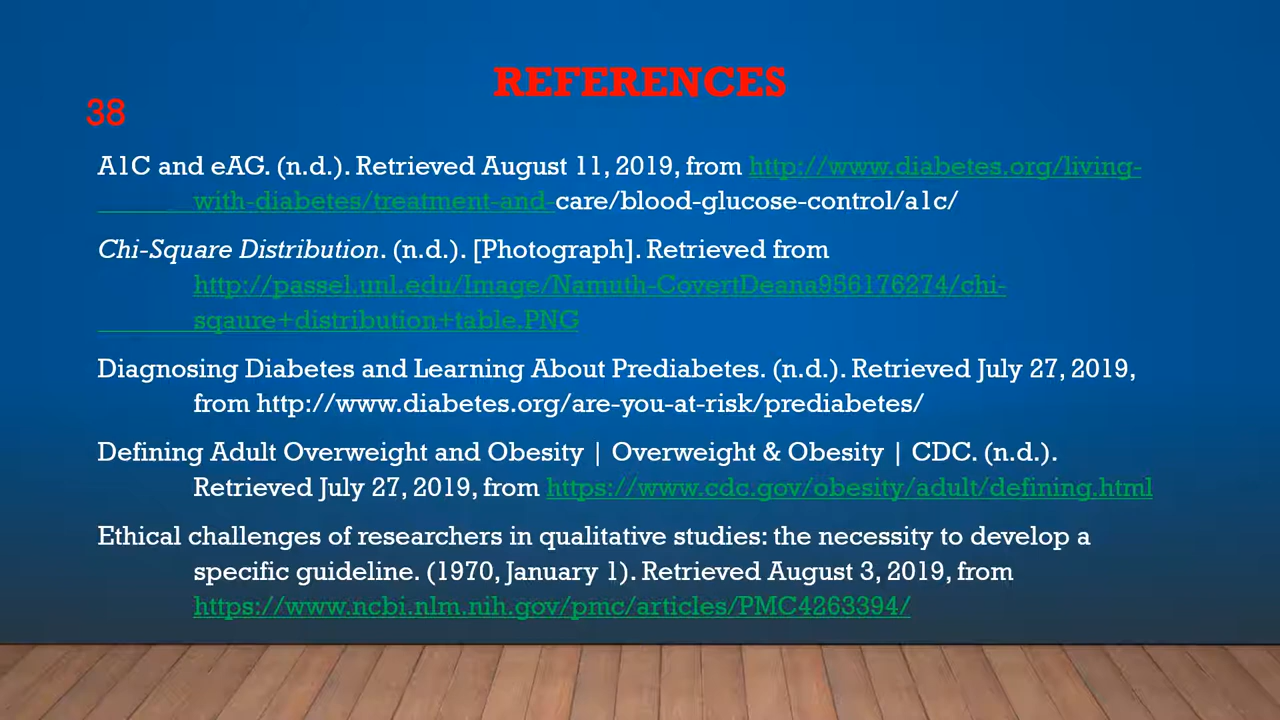 REFERENCES
38
A1C and eAG. (n.d.). Retrieved August 11, 2019, from http://www.diabetes.org/living-
with-diabetes/treatment-and-care/blood-glucose-control/a1c/
Chi-Square Distribution. (n.d.). [Photograph]. Retrieved from
http://passel.unl.edu/Image/Namuth-CovertDeana956176274/chi-
sqaure+distribution+table.PNG
Diagnosing Diabetes and Learning About Prediabetes. (n.d.). Retrieved July 27, 2019,
from http://www.diabetes.org/are-you-at-risk/prediabetes/
Defining Adult Overweight and Obesity | Overweight & Obesity | CDC. (n.d.).
Retrieved July 27, 2019, from https://www.cdc.gov/obesity/adult/defining.html
Ethical challenges of researchers in qualitative studies: the necessity to develop a
specific guideline. (1970, January 1). Retrieved August 3, 2019, from
https://www.ncbi.nlm.nih.gov/pmc/articles/PMC4263394/